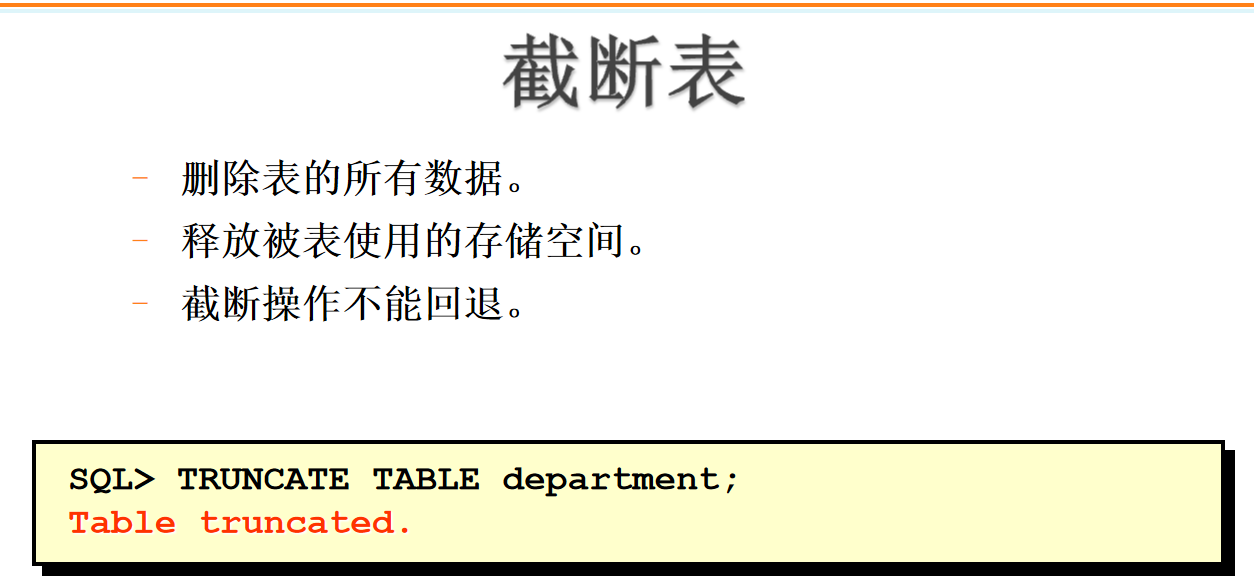 截断表
– 删除表的所有数据。
– 释放被表使用的存储空间。
– 截断操作不能回退。
SQL> TRUNCATE TABLE department;
Table truncated.